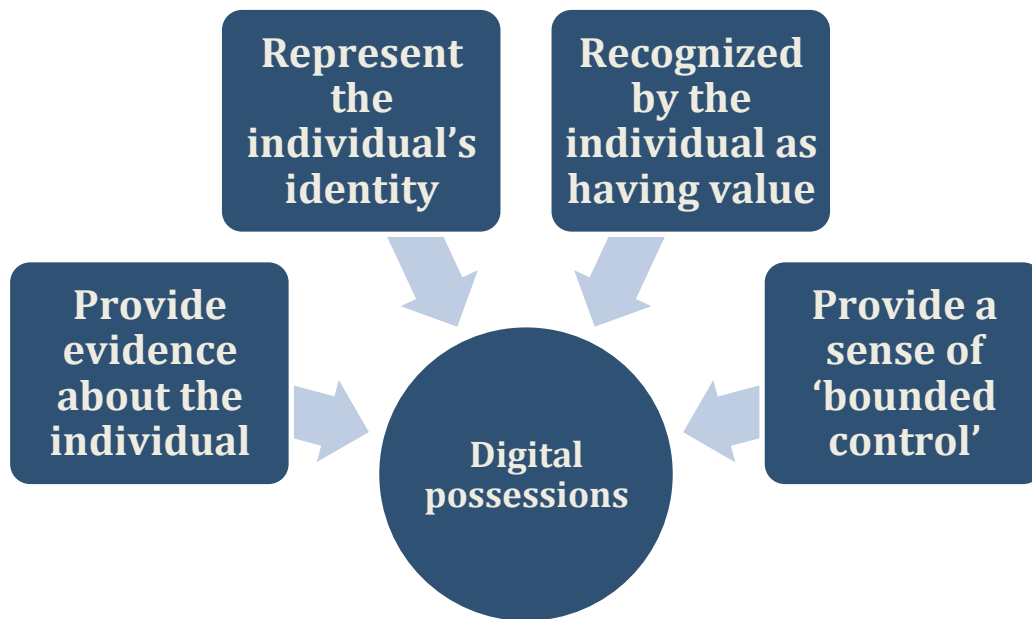 Represent
the
individual’s
identity
Recognized
by the
individual as
having value
Provide
evidence
about the
individual
Provide a
sense of
‘bounded
control’
Digital
possessions